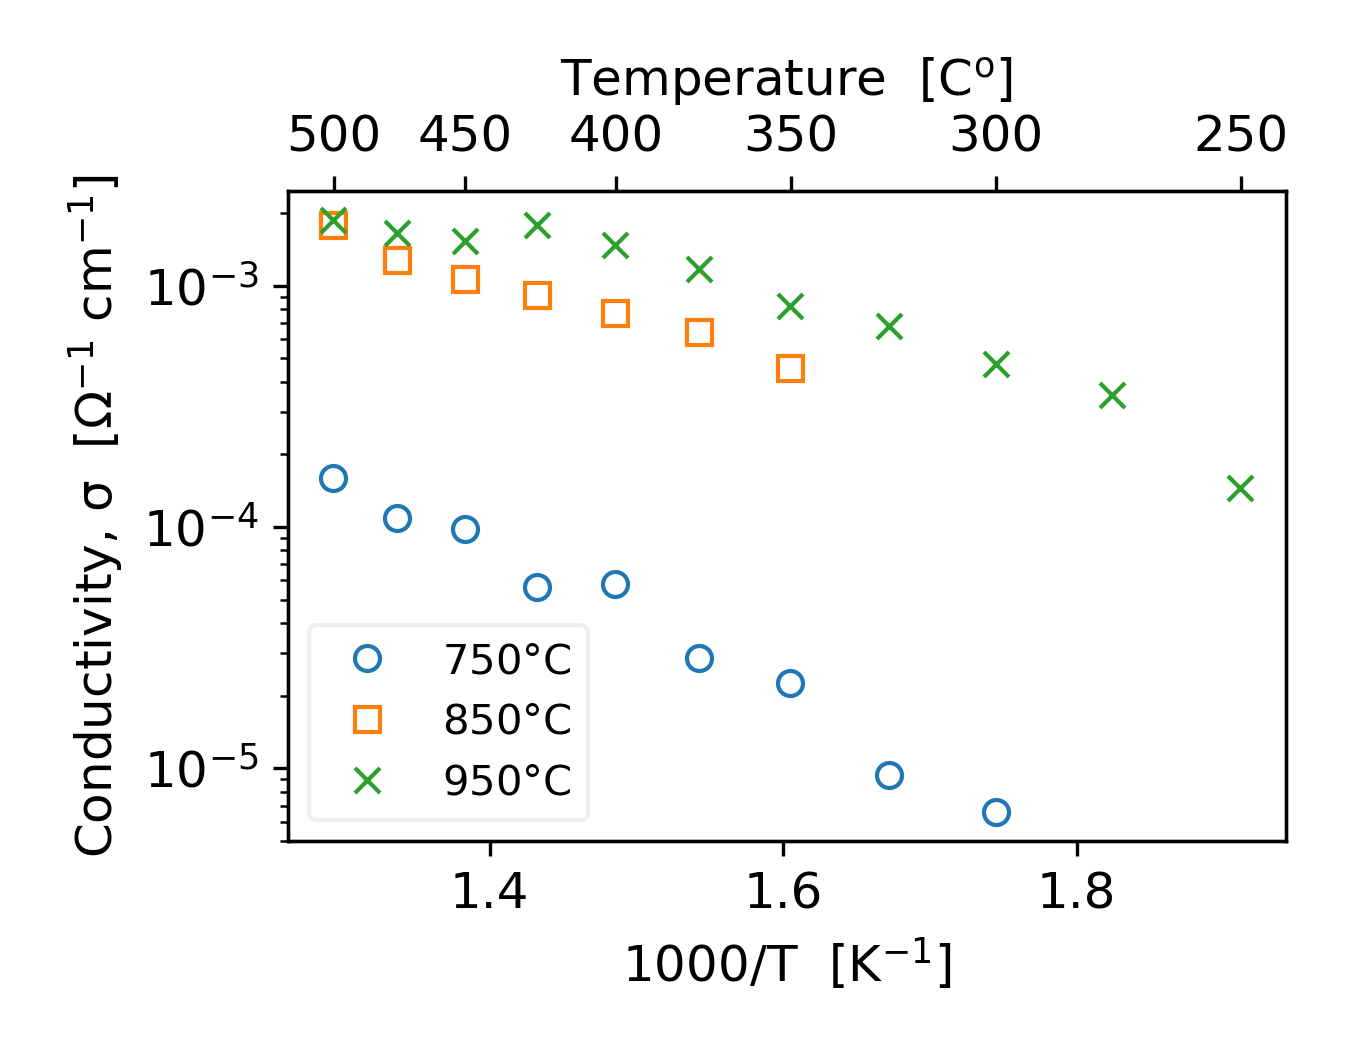 Temperature  [Cᵒ]
500 450 400 350 300 250
Conductivity, σ  [Ω⁻¹ cm⁻¹]
10⁻³
10⁻⁴
10⁻⁵
750°C
850°C
950°C
1.4 1.6 1.8
1000/T  [K⁻¹]